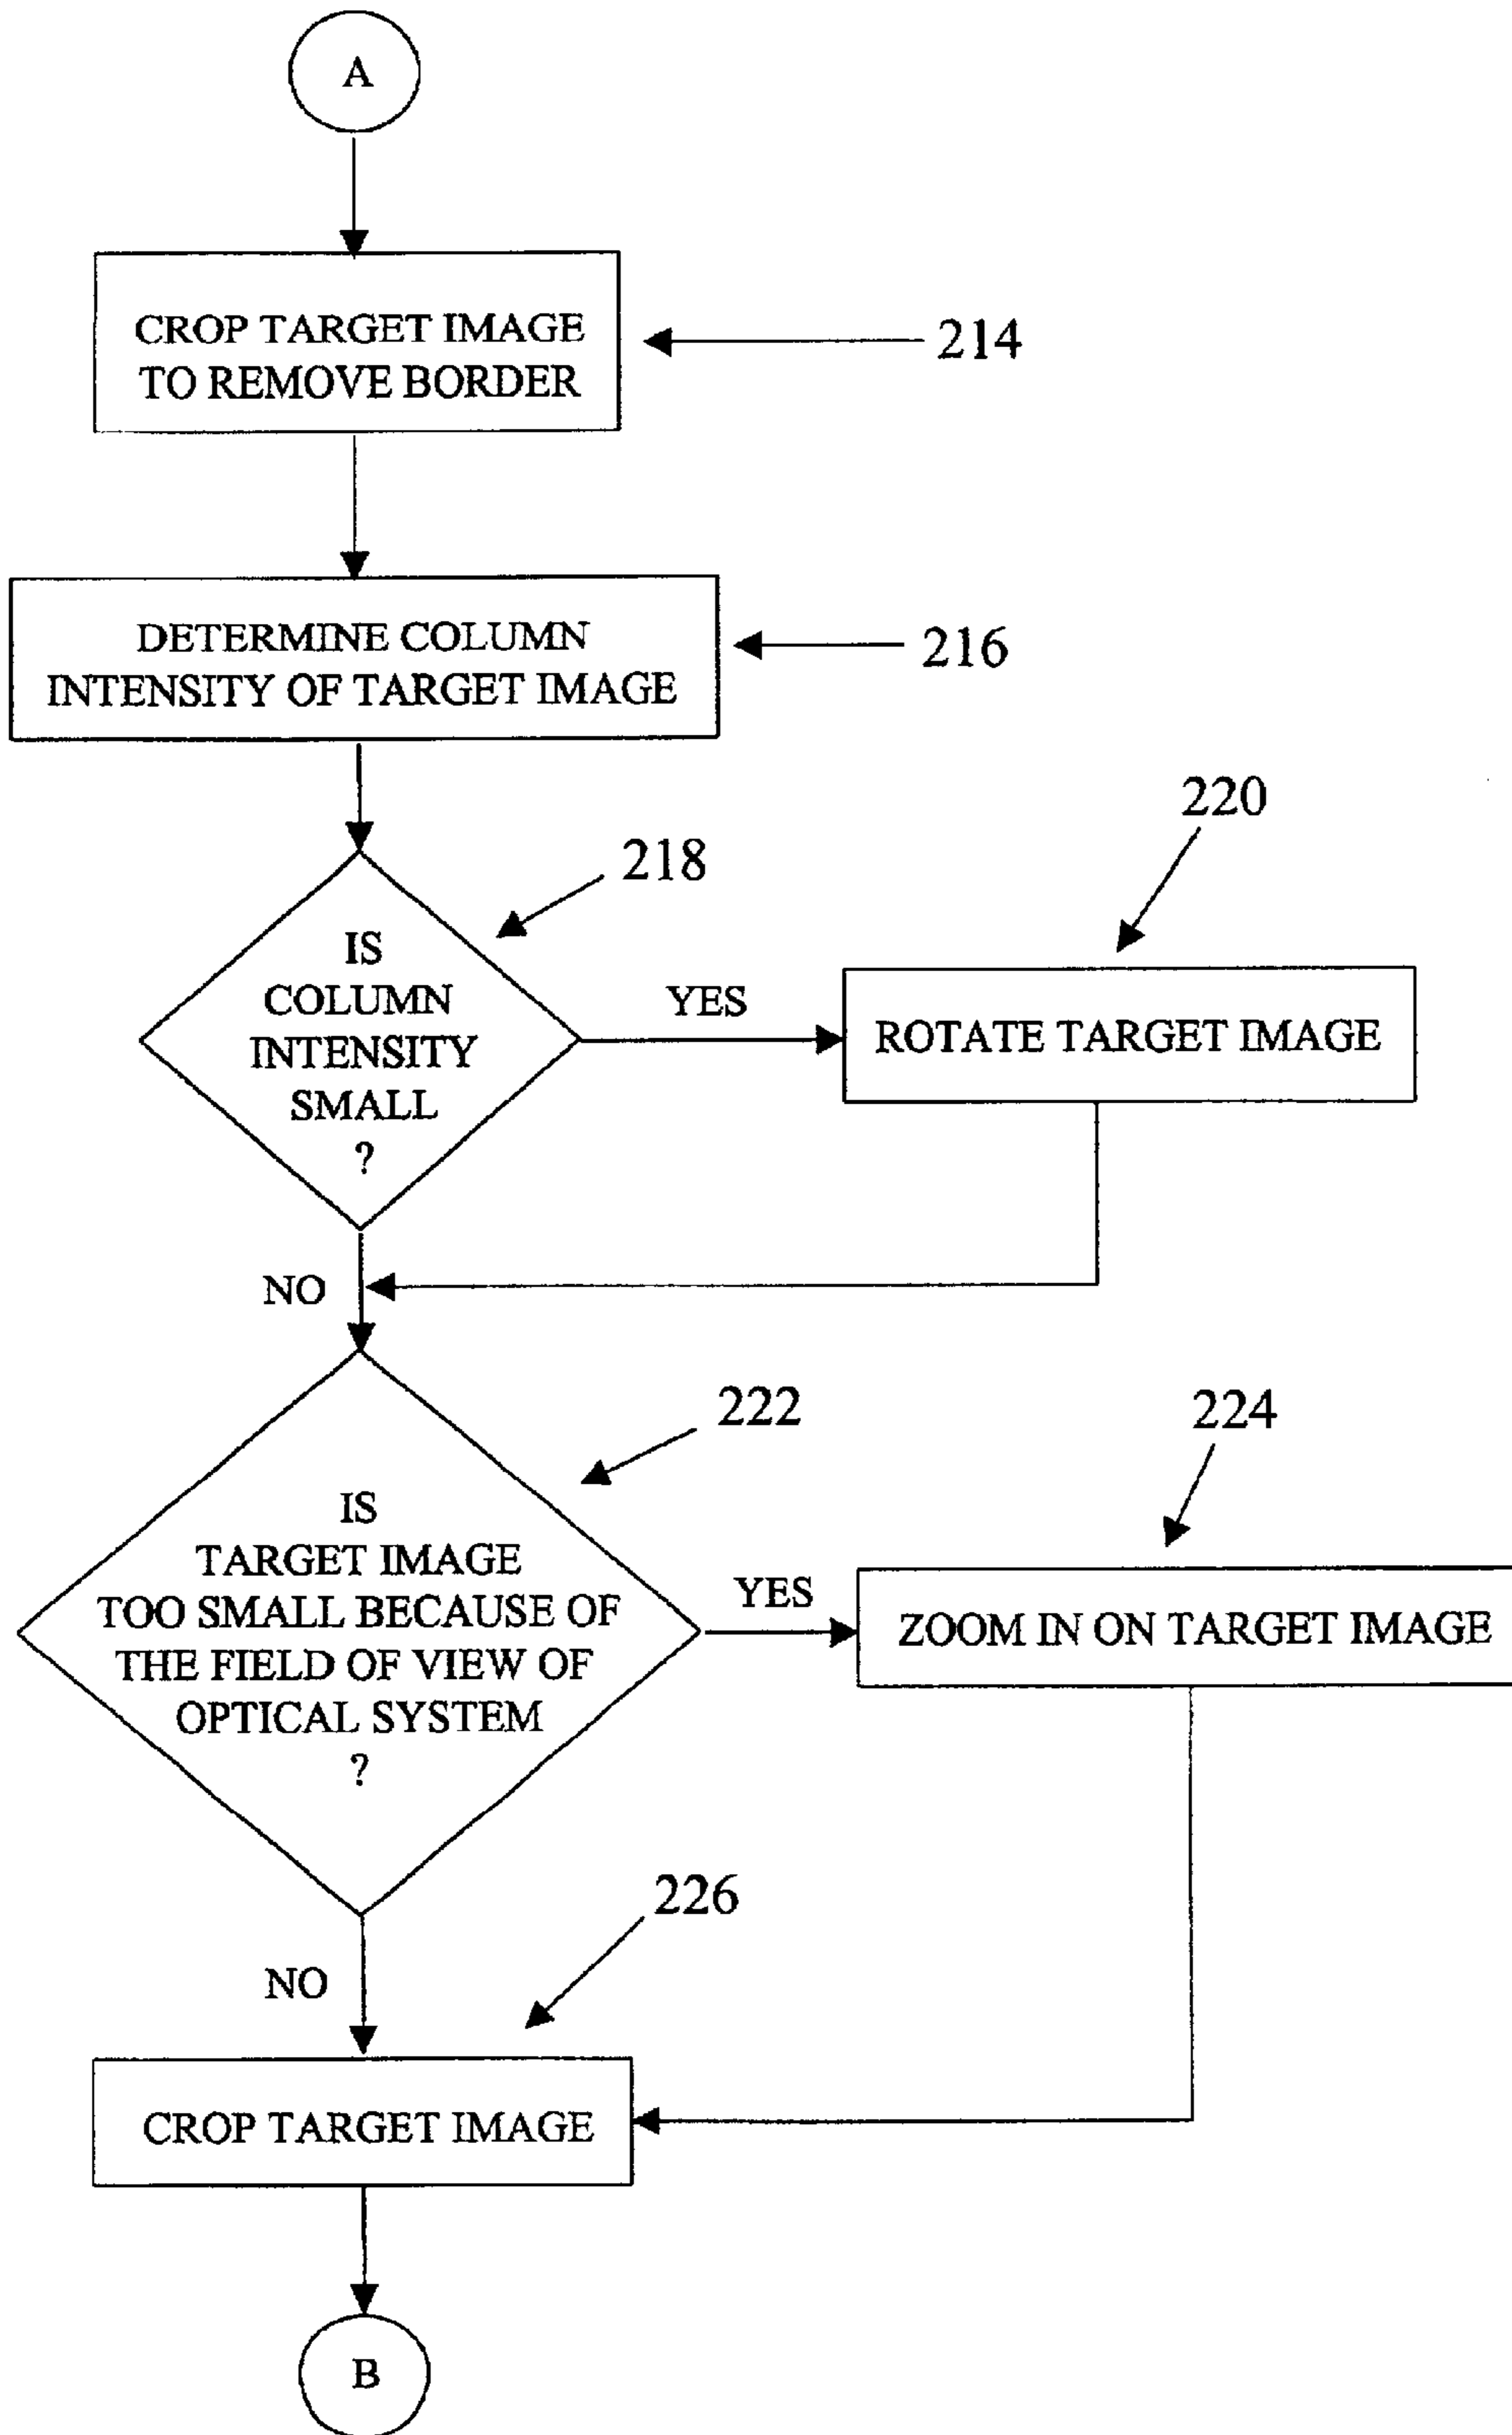 A
CROP TARGET IMAGE
TO REMOVE BORDER
214
DETERMINE COLUMN
INTENSITY OF TARGET IMAGE
216
218
220
IS
COLUMN
INTENSITY
SMALL
?
YES
ROTATE TARGET IMAGE
NO
222
224
IS
TARGET IMAGE
TOO SMALL BECAUSE OF
THE FIELD OF VIEW OF
OPTICAL SYSTEM
?
YES
ZOOM IN ON TARGET IMAGE
226
NO
CROP TARGET IMAGE
B